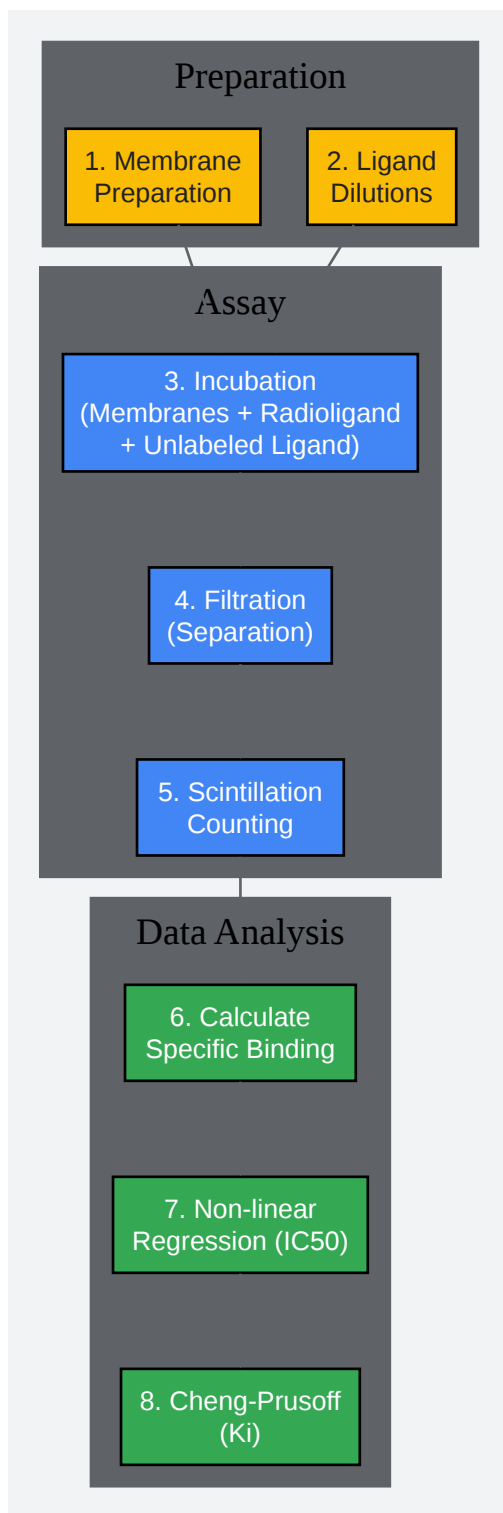 Preparation
1. Membrane
Preparation
2. Ligand
Dilutions
Assay
3. Incubation
(Membranes + Radioligand
+ Unlabeled Ligand)
4. Filtration
(Separation)
5. Scintillation
Counting
Data Analysis
6. Calculate
Specific Binding
7. Non-linear
Regression (IC50)
8. Cheng-Prusoff
(Ki)